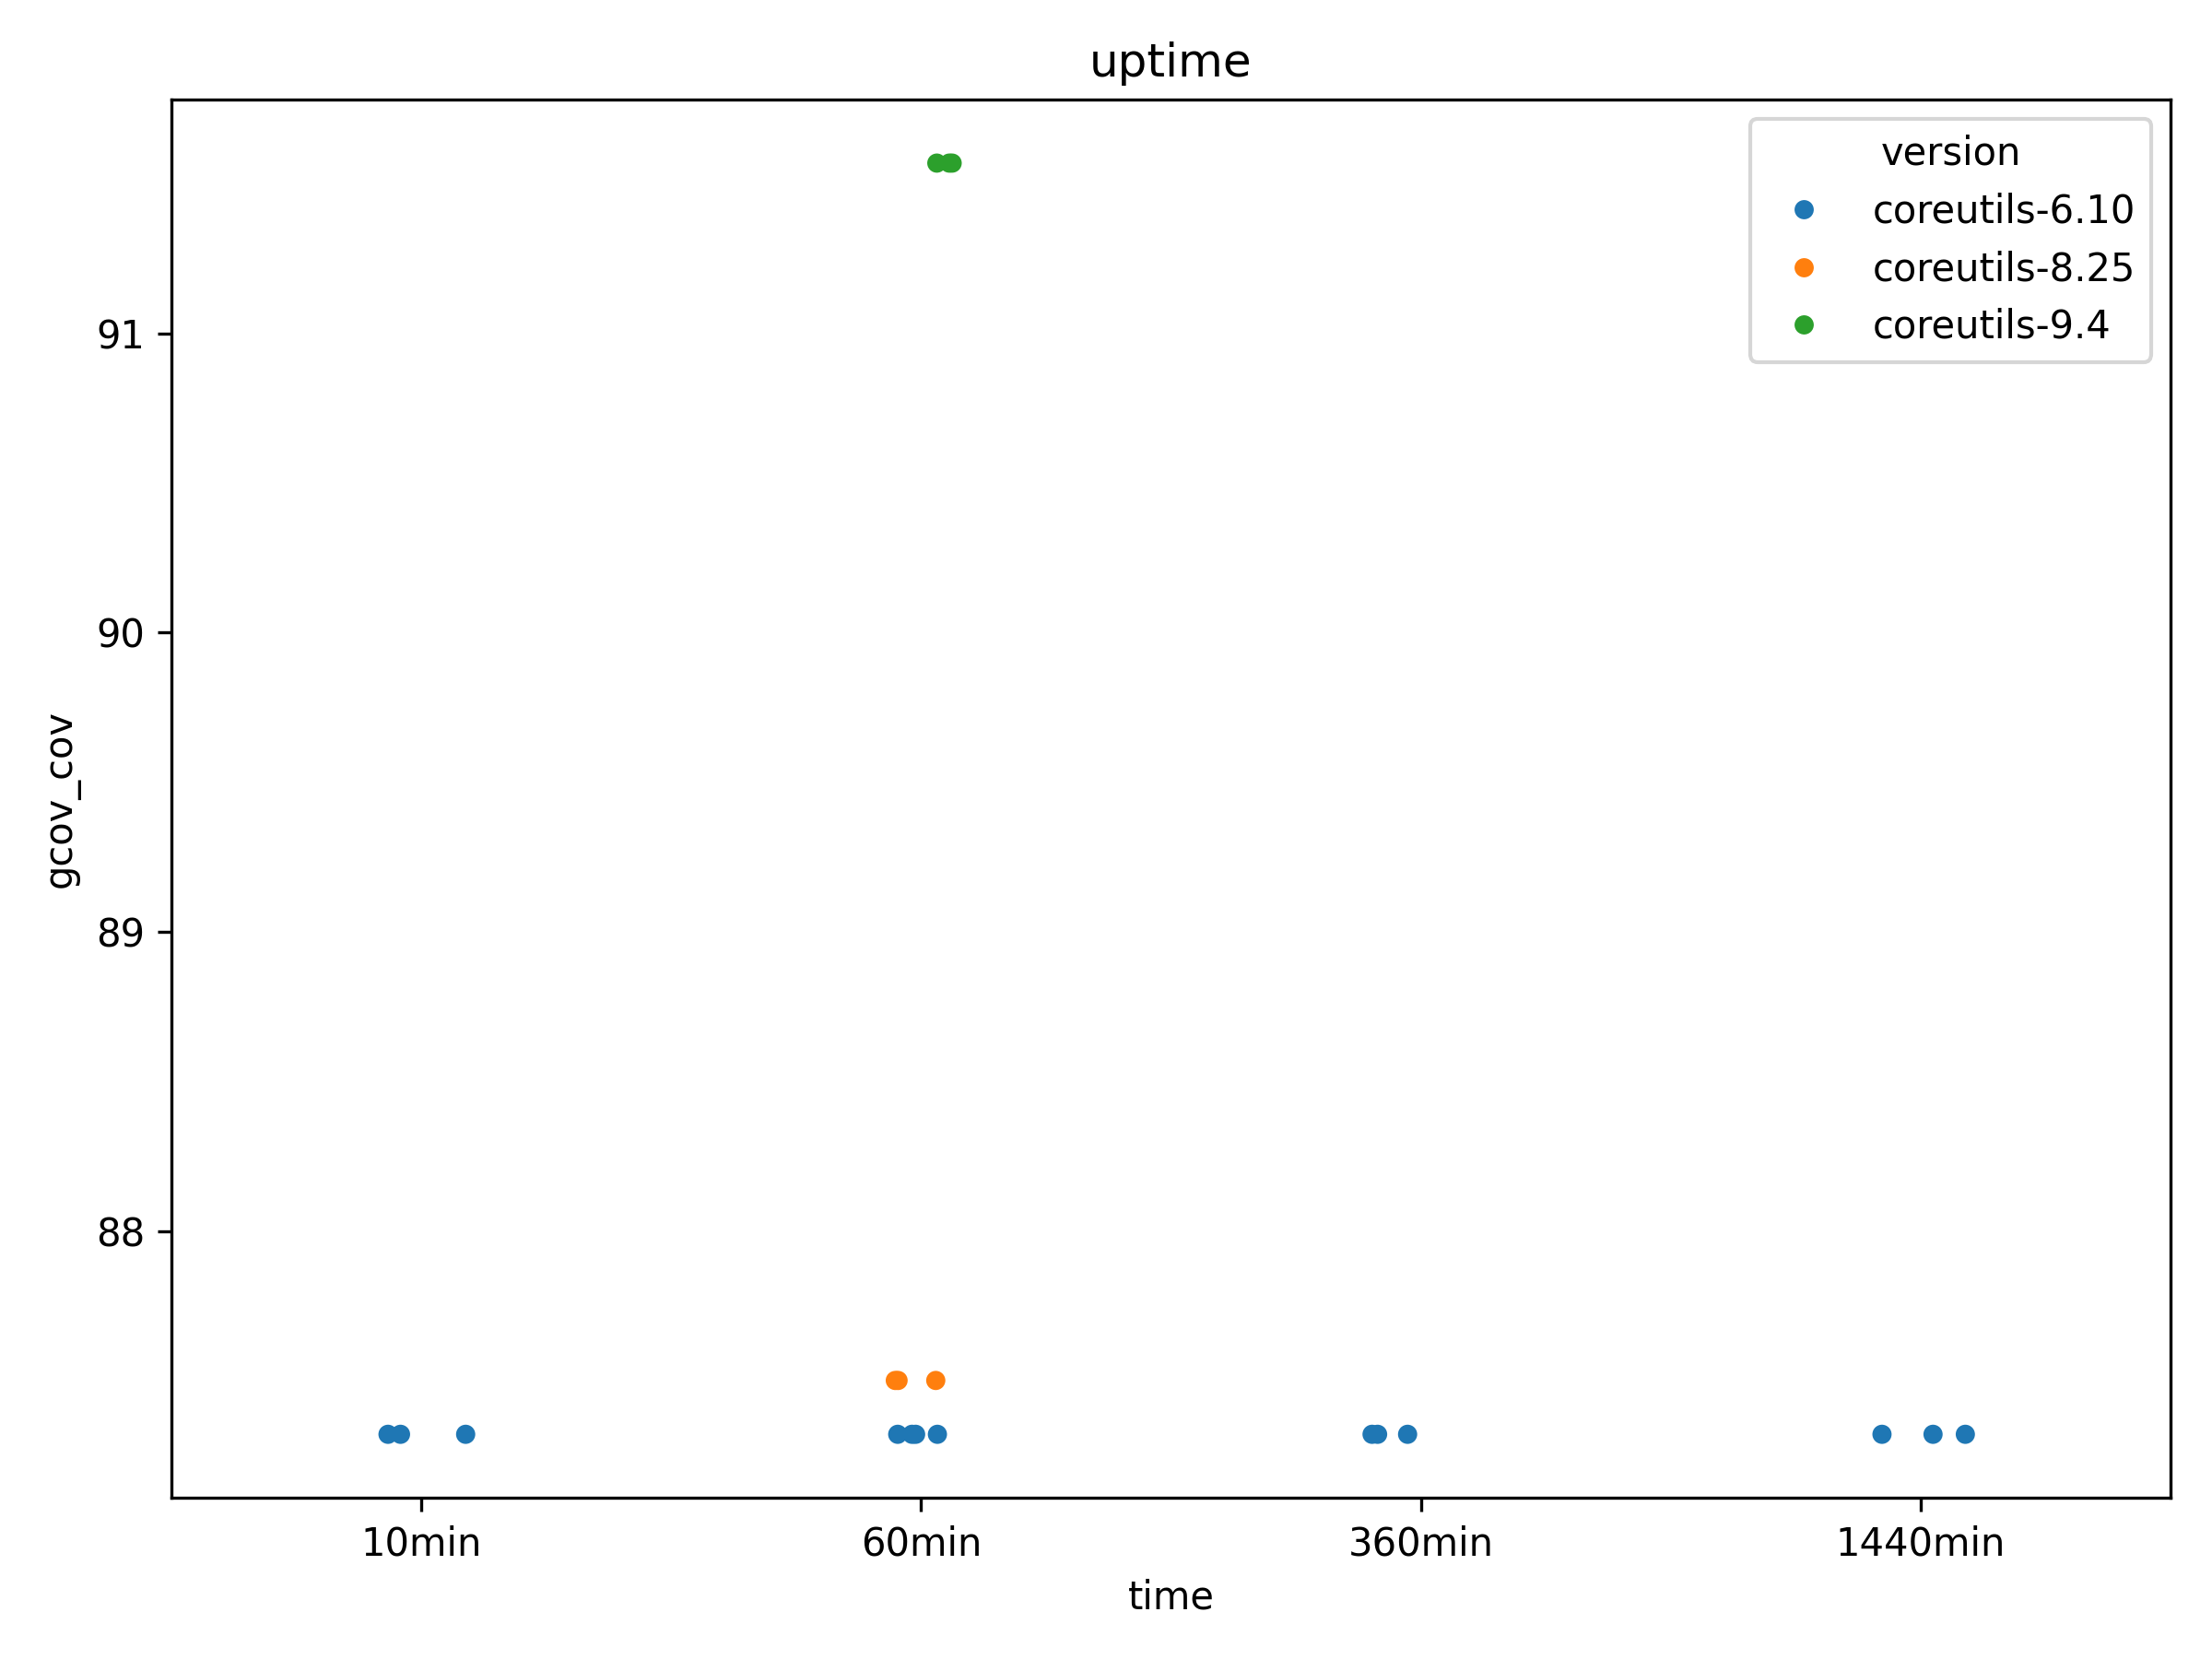 uptime
version
coreutils-6.10
coreutils-8.25
coreutils-9.4
91
90
89
88
gcov_cov
10min
60min
360min
1440min
time